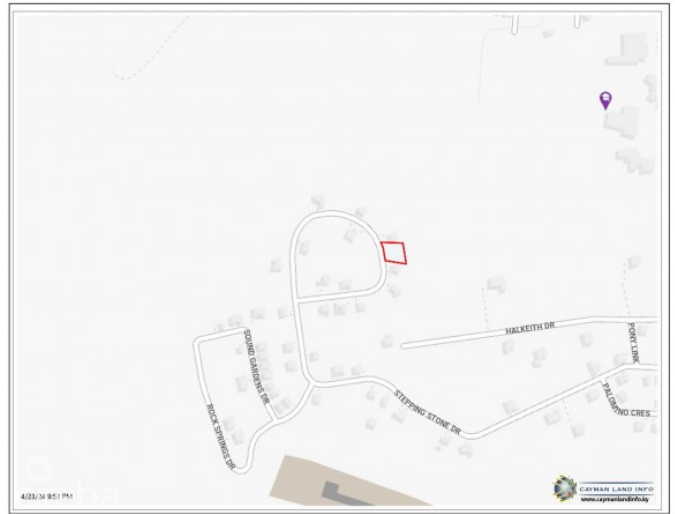 HALKEITH DR
PONY LINK
SOUND GARDENS DR
STEPPING STONE DR
PALOMINO CRES
ROCK SPRINGS DR
4/23/24 9:51 PM
CAYMAN LAND INFO
www.caymanlandinfo.ky